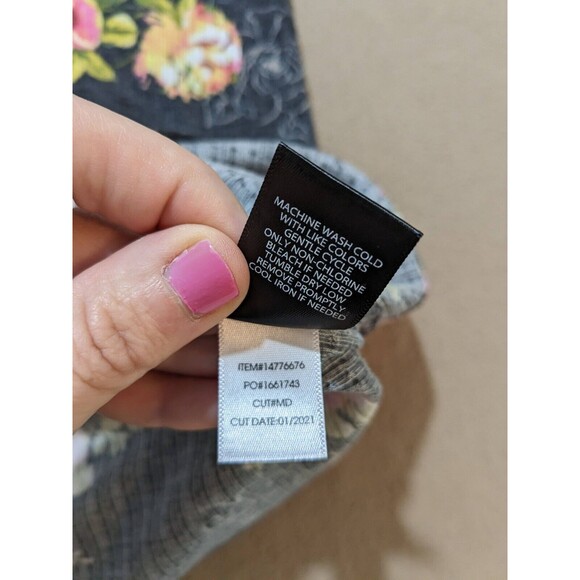 MACHINE WASH COLD
WITH LIKE COLORS
GENTLE CYCLE
ONLY NON-CHLORINE
BLEACH IF NEEDED
TUMBLE DRY LOW
REMOVE PROMPTLY
COOL IRON IF NEEDED
ITEM#14776676
PO#1661743
CUT#MD
CUT DATE:01/2021